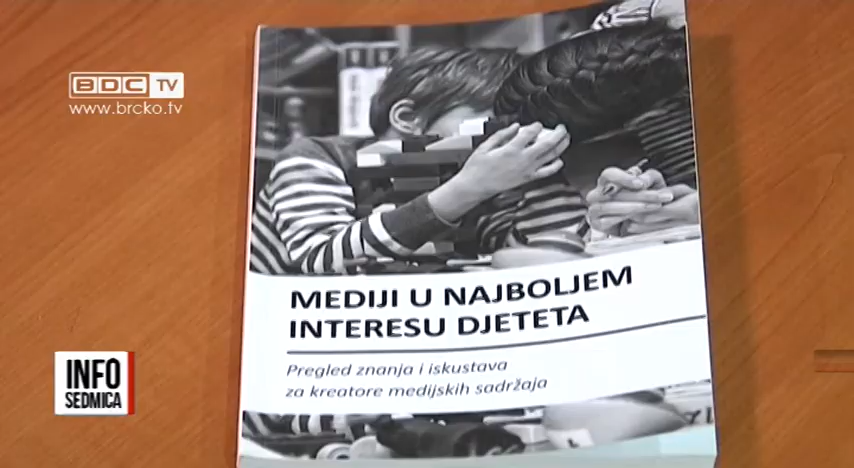 BDC TV
www.brcko.tv
MEDIJI U NAJBOLJEM
INTERESU DJETETA
Pregled znanja i iskustava
za kreatore medijskih sadržaja
INFO
SEDMICA